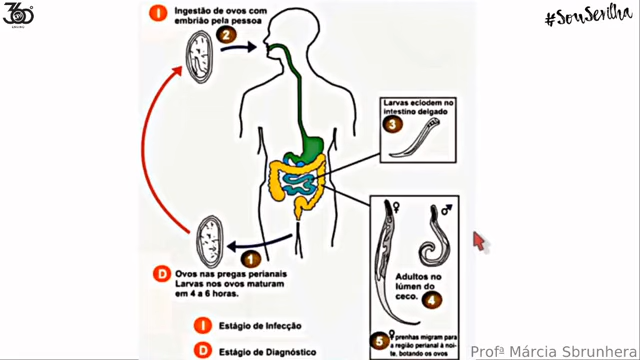 360
#SouSerilha
I
Ingestão de ovos com
embrião pela pessoa
2
Larvas eclodem no
intestino delgado
3
1
D
Ovos nas pregas perianais
Larvas nos ovos maturam
em 4 a 6 horas.
♀
♂
Adultos no
lúmen do
ceco.
4
5
♀ prenhas migram para
a região perianal à noi-
te, botando os ovos
I Estágio de Infecção
D Estágio de Diagnóstico
Profª Márcia Sbrunhera